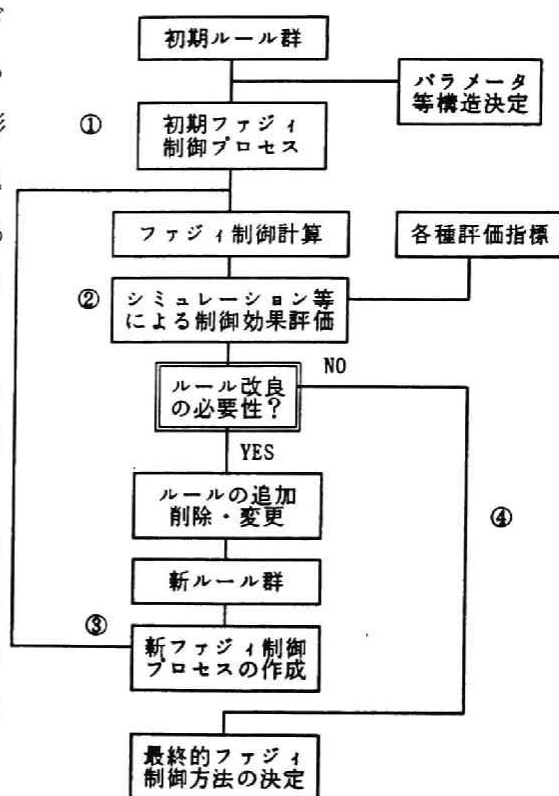 初期ルール群
パラメータ
等構造決定
①
初期ファジィ
制御プロセス
ファジィ制御計算
各種評価指標
②
シミュレーション等
による制御効果評価
NO
ルール改良
の必要性?
YES
ルールの追加
削除・変更
④
新ルール群
③
新ファジィ制御
プロセスの作成
最終的ファジィ
制御方法の決定